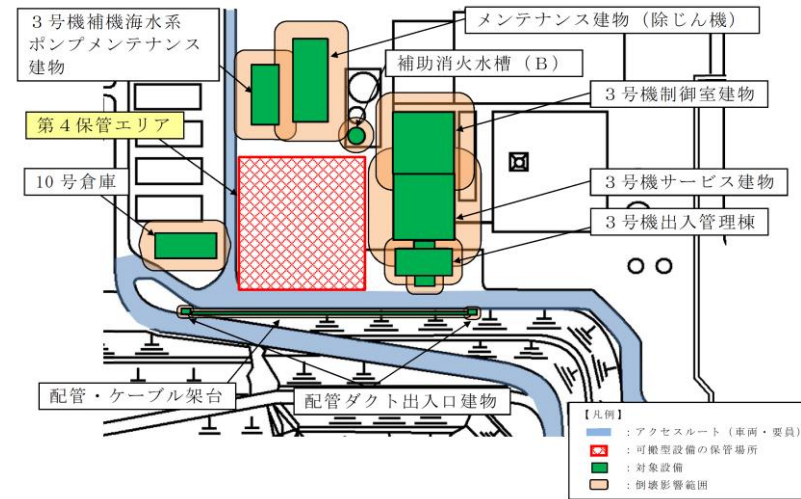 3号機補機海水系
ポンプメンテナンス
建物
メンテナンス建物（除じん機）
補助消火水槽（B）
3号機制御室建物
第4保管エリア
10号倉庫
3号機サービス建物
3号機出入管理棟
配管・ケーブル架台
配管ダクト出入口建物
【凡例】
：アクセスルート（車両・要員）
：可搬型設備の保管場所
：対象設備
：倒壊影響範囲